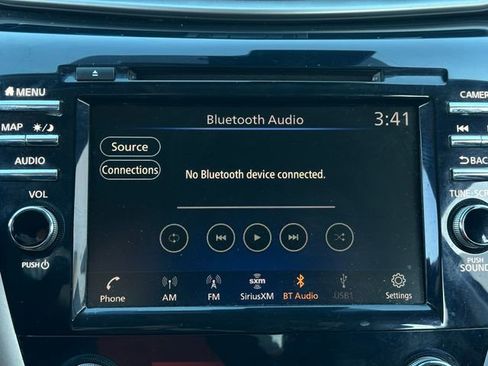 MENU
MAP
AUDIO
VOL
PUSH
Bluetooth Audio 3:41
Source
Connections
No Bluetooth device connected.
Phone
AM
FM
sxm
SiriusXM
BT Audio
USB1
Settings
CAMER
BAC
TUNE·SCR
PUSH
SOUND